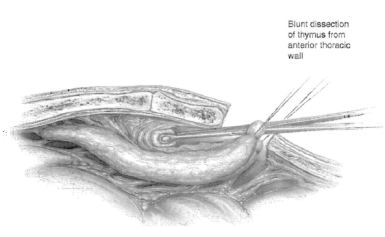 Blunt dissection
of thymus from
anterior thoracic
wall